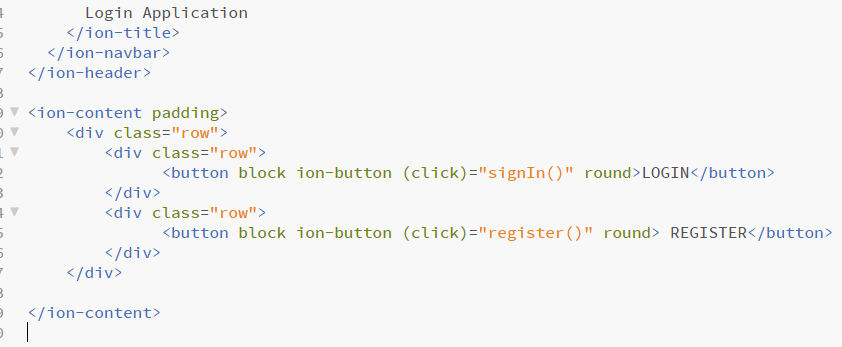 4 Login Application
5 </ion-title>
6 </ion-navbar>
7 </ion-header>
8
9 <ion-content padding>
0 <div class="row">
1 <div class="row">
2 <button block ion-button (click)="signIn()" round>LOGIN</button>
3 </div>
4 <div class="row">
5 <button block ion-button (click)="register()" round> REGISTER</button>
6 </div>
7 </div>
8
9 </ion-content>
0